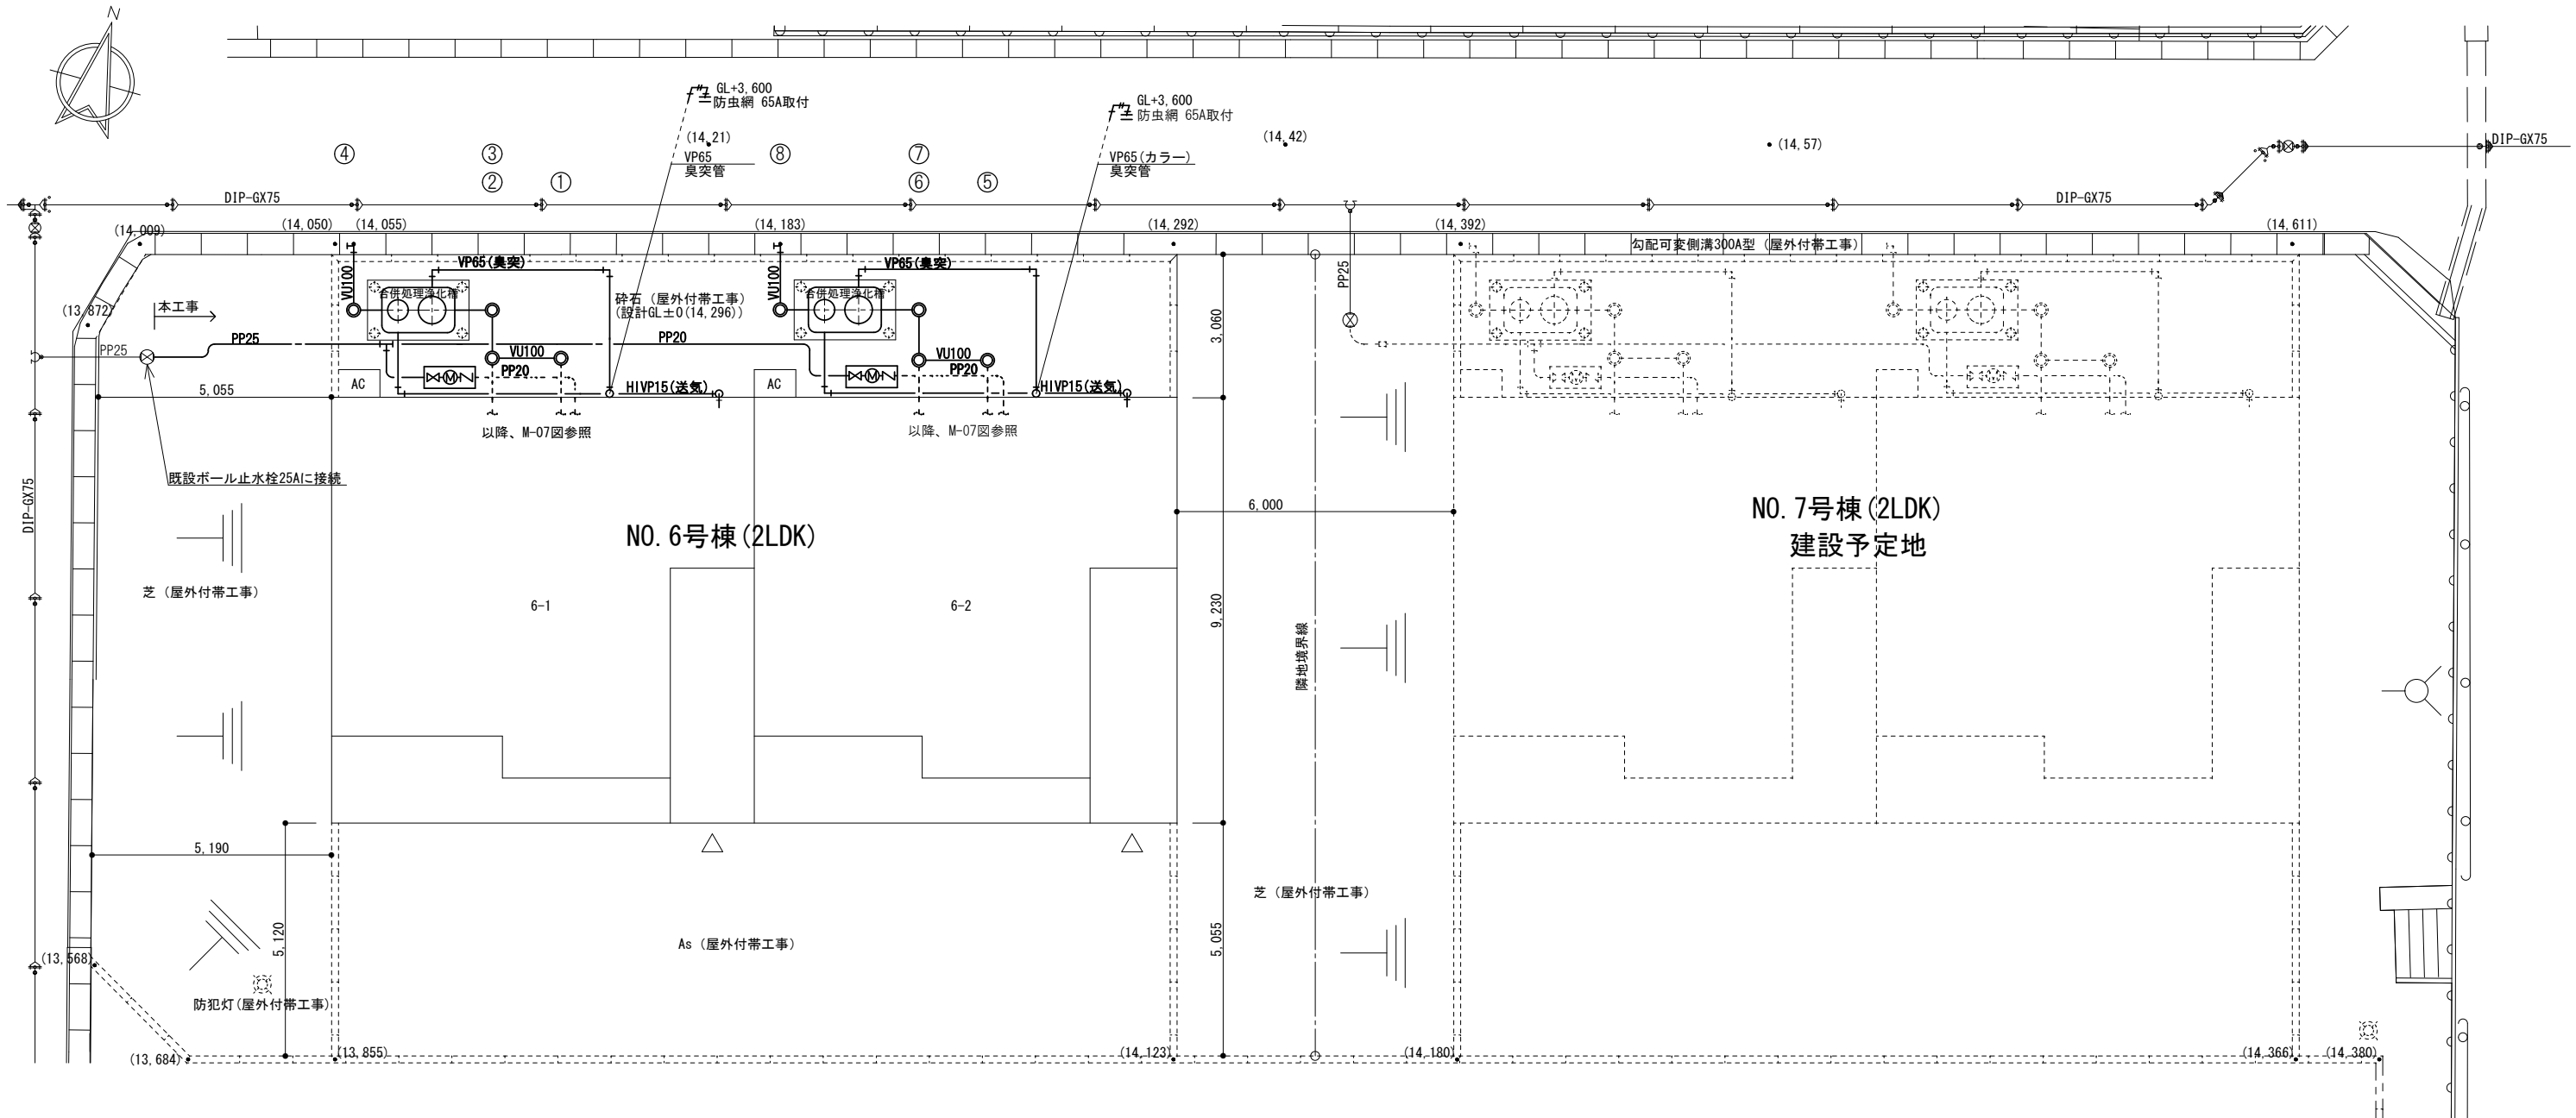 N
GL+3,600
防虫網 65A取付
GL+3,600
防虫網 65A取付
(14,21)
(14,42)
(14,57)
DIP-GX75
④
③
⑧
⑦
VP65
臭突管
VP65(カラー)
臭突管
②
①
⑥
⑤
DIP-GX75
DIP-GX75
(14,009)
(14,050)
(14,055)
(14,183)
(14,292)
(14,392)
(14,611)
勾配可変側溝300A型(屋外付帯工事)
VU100
VP65(臭突)
VU100
VP65(臭突)
PP25
合併処理浄化槽
合併処理浄化槽
砕石(屋外付帯工事)
(設計GL±0(14,296))
(13,872)
本工事
3,060
PP25
PP25
VU100
PP20
VU100
PP20
PP20
AC
AC
HIVP15(送気)
HIVP15(送気)
5,055
以降、M-07図参照
以降、M-07図参照
既設ボール止水栓25Aに接続
DIP-GX75
6,000
NO.6号棟(2LDK)
NO.7号棟(2LDK)
建設予定地
芝(屋外付帯工事)
6-1
6-2
9,230
隣地境界線
5,190
芝(屋外付帯工事)
5,120
As(屋外付帯工事)
5,055
(13,568)
防犯灯(屋外付帯工事)
(13,684)
(13,855)
(14,123)
(14,180)
(14,366)
(14,380)